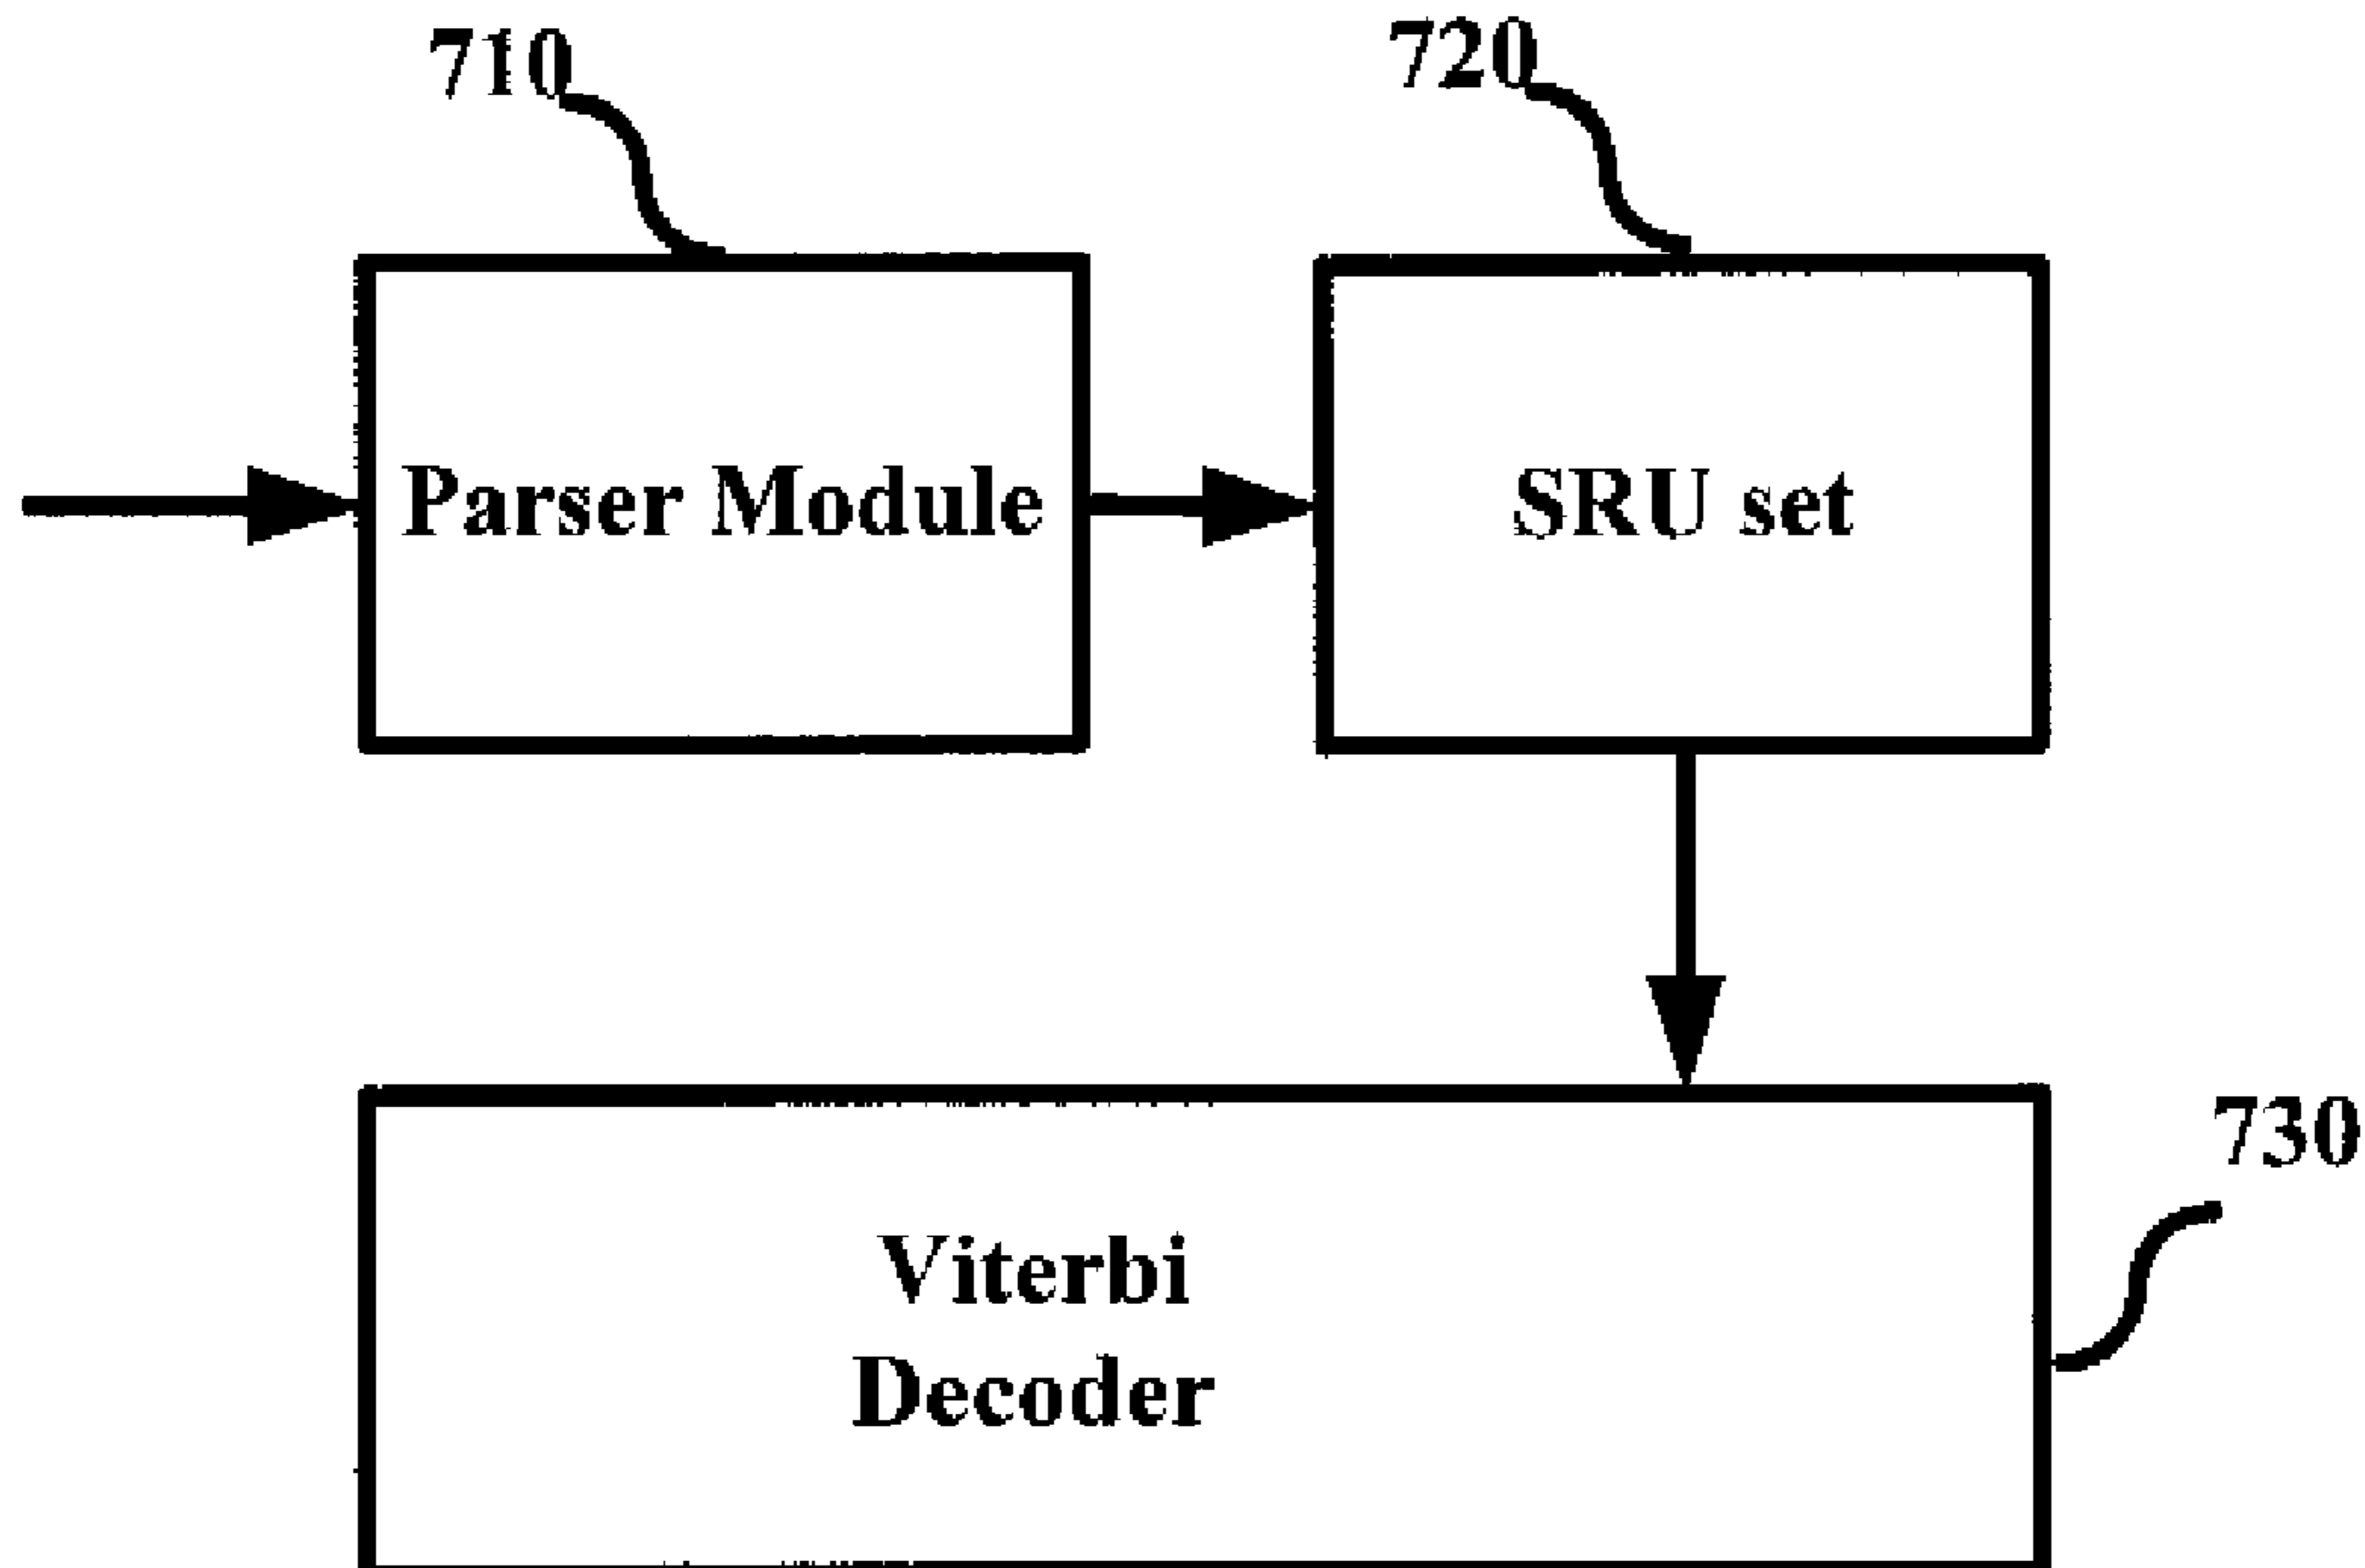 710
720
Parser Module
SRU set
730
Viterbi
Decoder